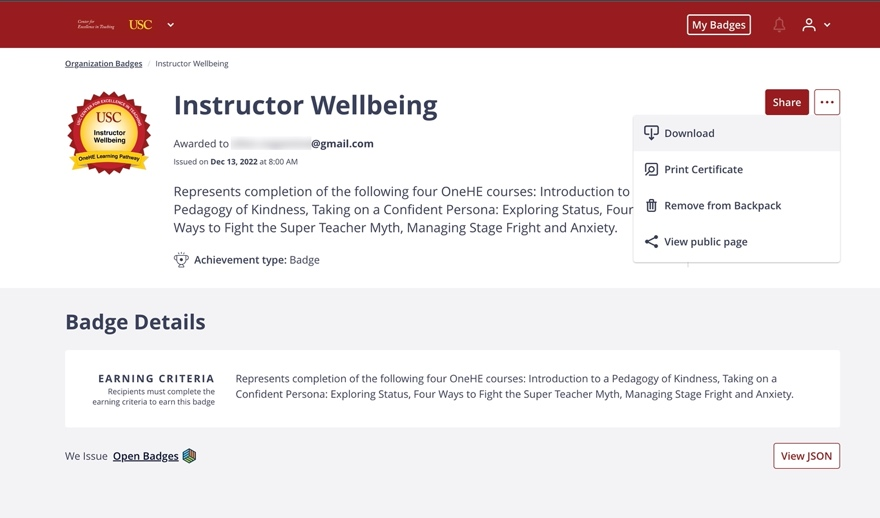 Center for
Excellence in Teaching
USC
My Badges
Organization Badges / Instructor Wellbeing
USC CENTER FOR EXCELLENCE IN TEACHING
USC
Instructor
Wellbeing
OneHE Learning Pathway
Instructor Wellbeing
Awarded to @gmail.com
Issued on Dec 13, 2022 at 8:00 AM
Represents completion of the following four OneHE courses: Introduction to
Pedagogy of Kindness, Taking on a Confident Persona: Exploring Status, Four
Ways to Fight the Super Teacher Myth, Managing Stage Fright and Anxiety.
Achievement type: Badge
Share
Download
Print Certificate
Remove from Backpack
View public page
Badge Details
EARNING CRITERIA
Recipients must complete the
earning criteria to earn this badge
Represents completion of the following four OneHE courses: Introduction to a Pedagogy of Kindness, Taking on a
Confident Persona: Exploring Status, Four Ways to Fight the Super Teacher Myth, Managing Stage Fright and Anxiety.
We Issue Open Badges
View JSON